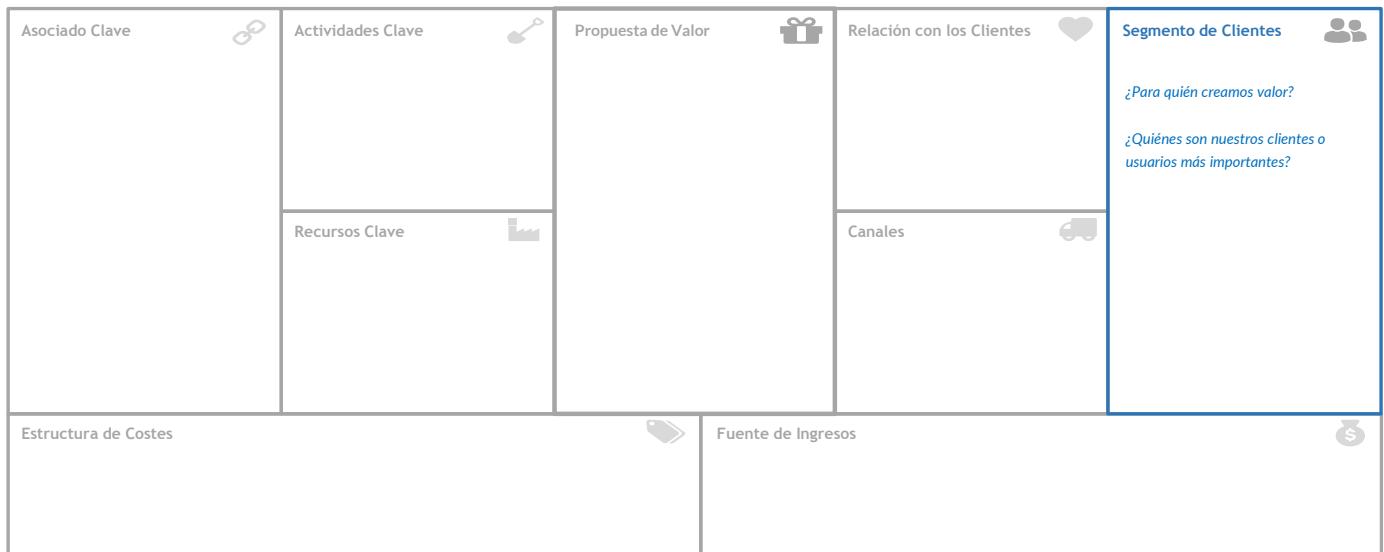 Asociado Clave
Actividades Clave
Propuesta de Valor
Relación con los Clientes
Segmento de Clientes
¿Para quién creamos valor?
¿Quiénes son nuestros clientes o
usuarios más importantes?
Recursos Clave
Canales
Estructura de Costes
Fuente de Ingresos
$